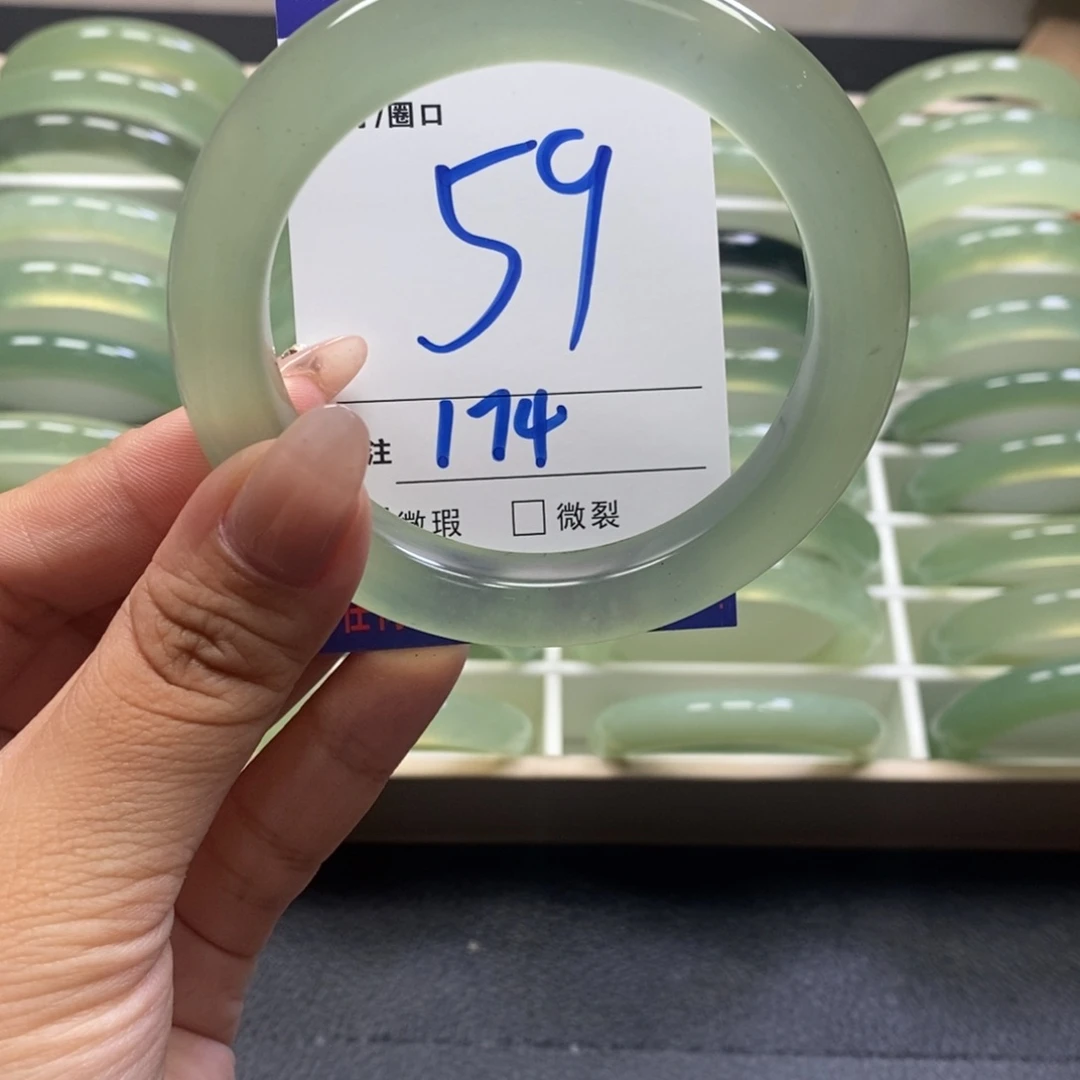 /圈口
59
注 174
微瑕 □ 微裂